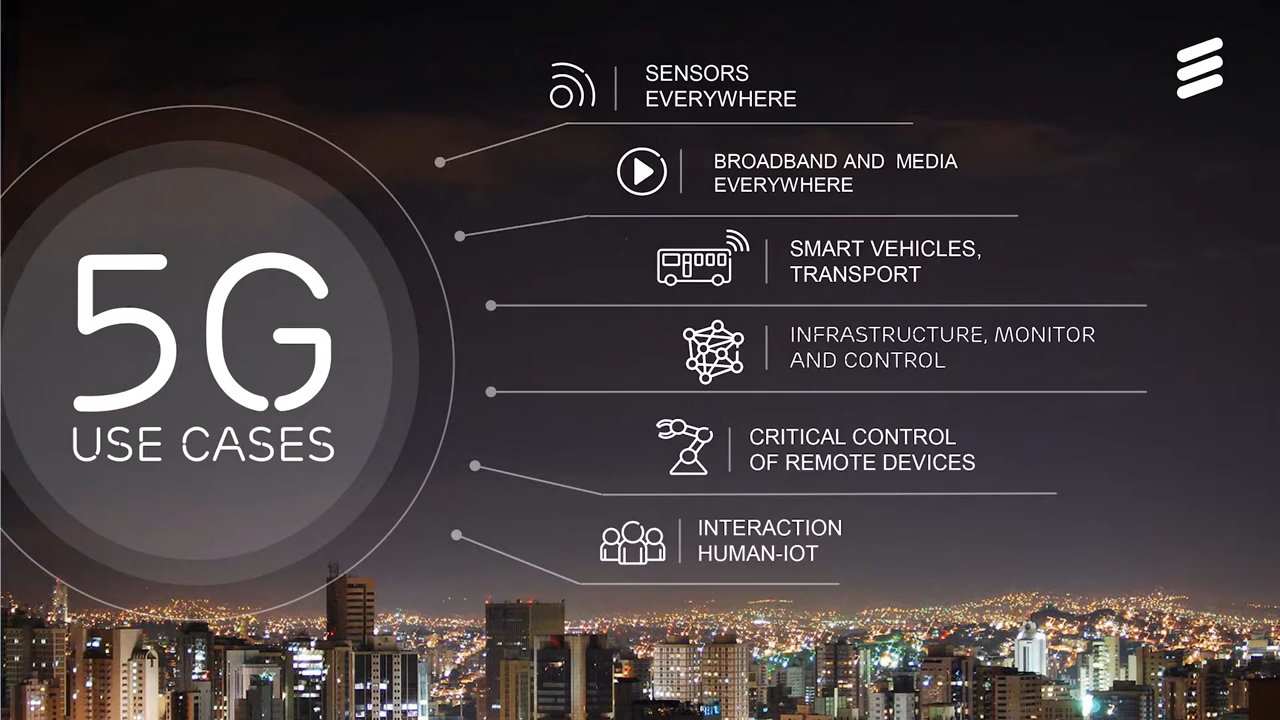 SENSORS
EVERYWHERE
BROADBAND AND MEDIA
EVERYWHERE
SMART VEHICLES,
TRANSPORT
INFRASTRUCTURE, MONITOR
AND CONTROL
CRITICAL CONTROL
OF REMOTE DEVICES
INTERACTION
HUMAN-IOT
5G
USE CASES